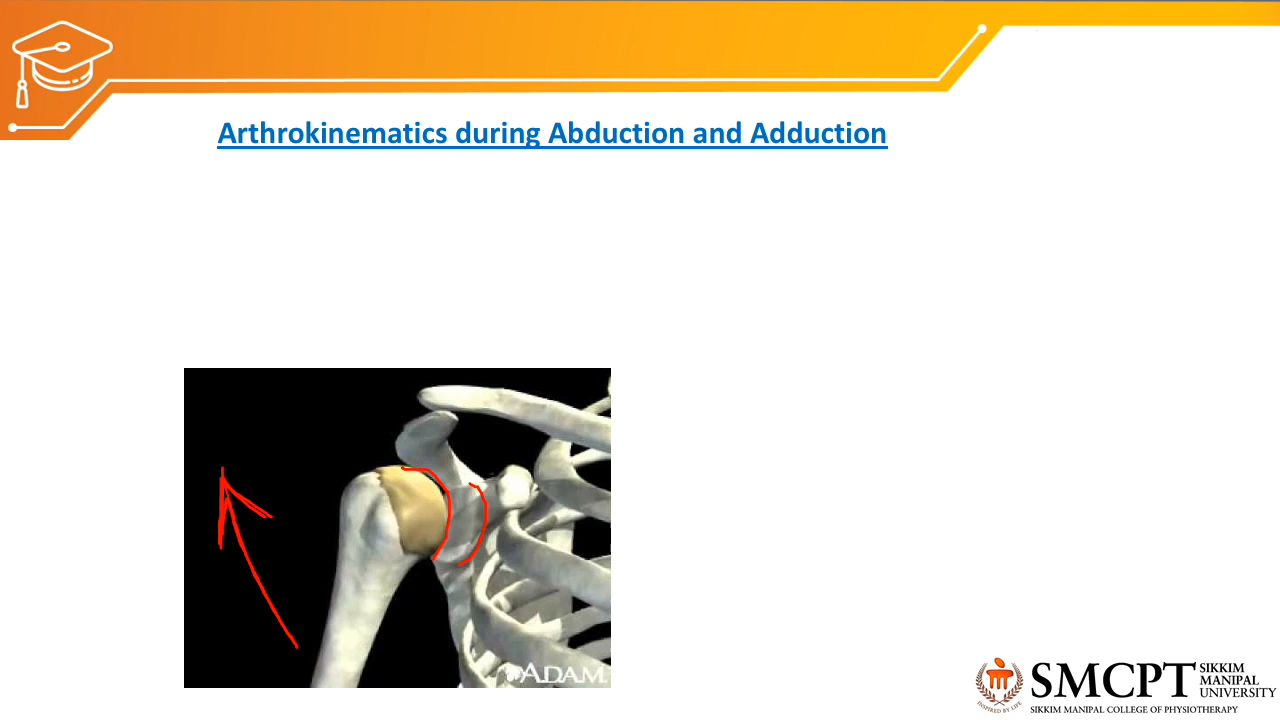 Arthrokinematics during Abduction and Adduction
ADAM.
SMCPT
SIKKIM
MANIPAL
UNIVERSITY
INSPIRED BY LIFE
SIKKIM MANIPAL COLLEGE OF PHYSIOTHERAPY